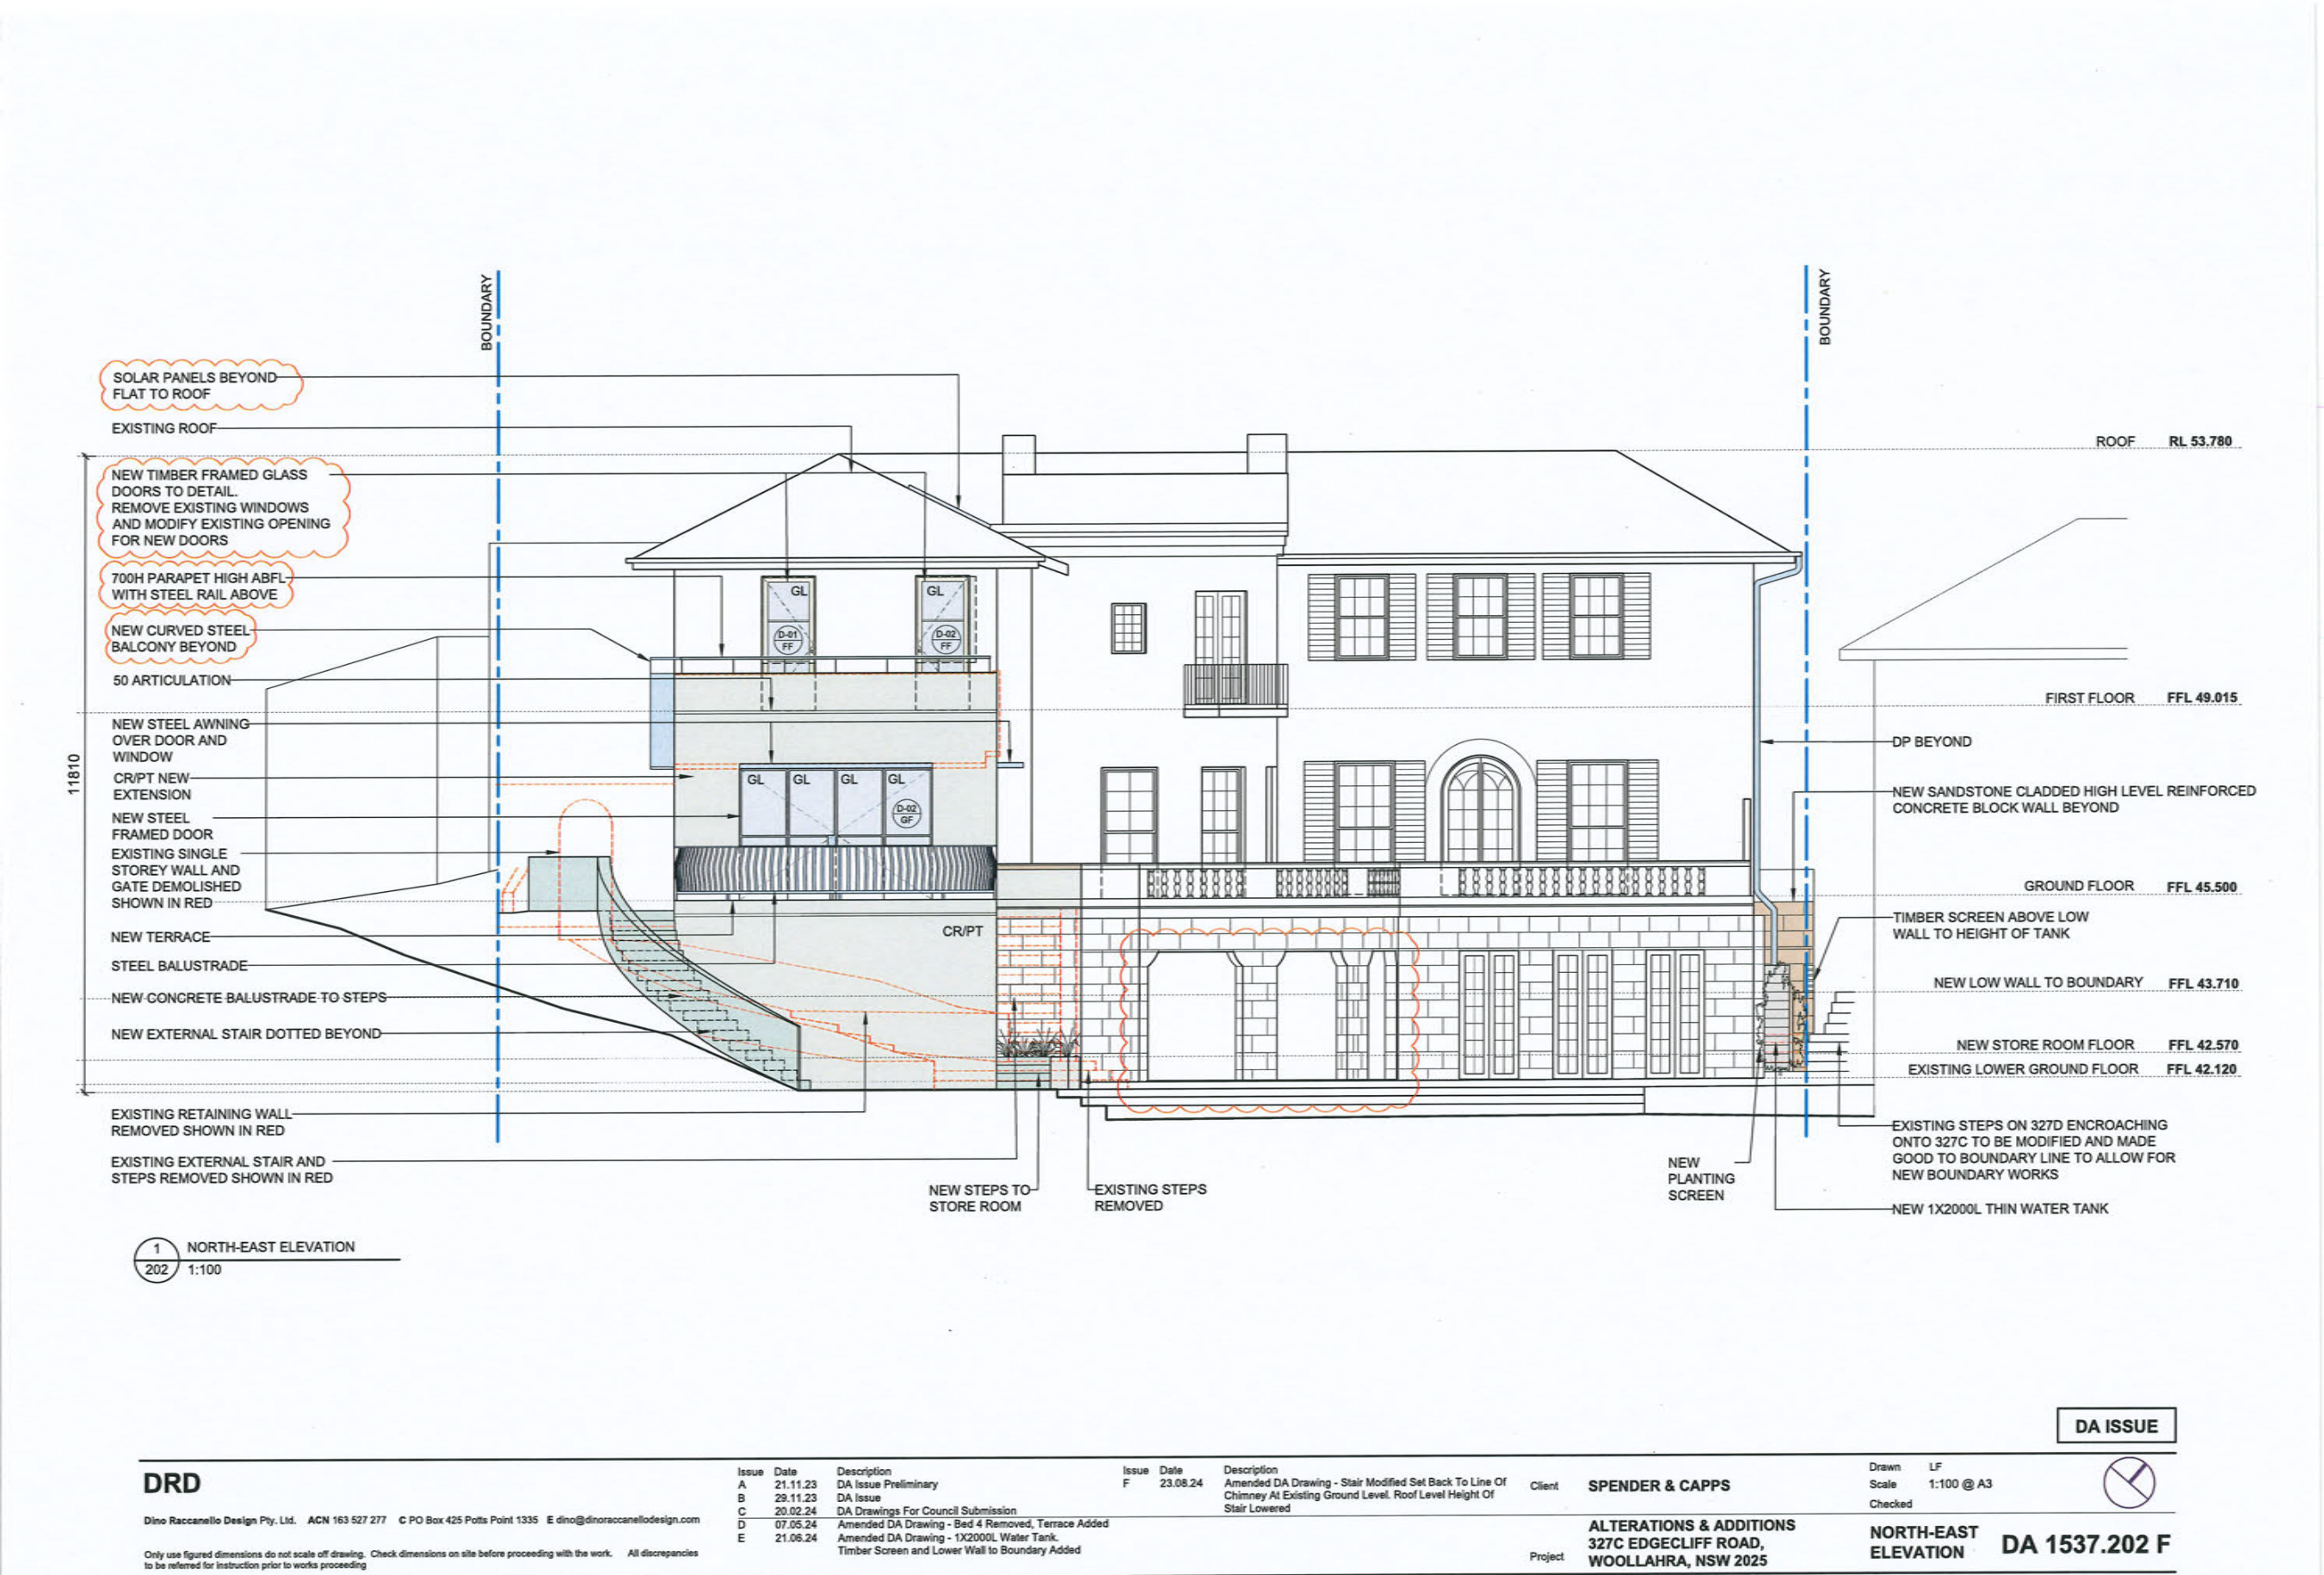 BOUNDARY
BOUNDARY
SOLAR PANELS BEYOND
FLAT TO ROOF
EXISTING ROOF
NEW TIMBER FRAMED GLASS
DOORS TO DETAIL.
REMOVE EXISTING WINDOWS
AND MODIFY EXISTING OPENING
FOR NEW DOORS
700H PARAPET HIGH ABFL
WITH STEEL RAIL ABOVE
NEW CURVED STEEL
BALCONY BEYOND
50 ARTICULATION
NEW STEEL AWNING
OVER DOOR AND
WINDOW
CR/PT NEW
EXTENSION
NEW STEEL
FRAMED DOOR
EXISTING SINGLE
STOREY WALL AND
GATE DEMOLISHED
SHOWN IN RED
NEW TERRACE
STEEL BALUSTRADE
NEW CONCRETE BALUSTRADE TO STEPS
NEW EXTERNAL STAIR DOTTED BEYOND
EXISTING RETAINING WALL
REMOVED SHOWN IN RED
EXISTING EXTERNAL STAIR AND
STEPS REMOVED SHOWN IN RED
11810
GL
GL
D-01
FF
D-02
FF
GL GL GL GL
D-02
GF
CR/PT
NEW STEPS TO
STORE ROOM
EXISTING STEPS
REMOVED
NEW
PLANTING
SCREEN
ROOF RL 53.780
FIRST FLOOR FFL 49.015
DP BEYOND
NEW SANDSTONE CLADDED HIGH LEVEL REINFORCED
CONCRETE BLOCK WALL BEYOND
GROUND FLOOR FFL 45.500
TIMBER SCREEN ABOVE LOW
WALL TO HEIGHT OF TANK
NEW LOW WALL TO BOUNDARY FFL 43.710
NEW STORE ROOM FLOOR FFL 42.570
EXISTING LOWER GROUND FLOOR FFL 42.120
EXISTING STEPS ON 327D ENCROACHING
ONTO 327C TO BE MODIFIED AND MADE
GOOD TO BOUNDARY LINE TO ALLOW FOR
NEW BOUNDARY WORKS
NEW 1X2000L THIN WATER TANK
1 NORTH-EAST ELEVATION
202 1:100
DA ISSUE
DRD
Dino Raccanello Design Pty. Ltd. ACN 163 527 277 C PO Box 425 Potts Point 1335 E dino@dinoraccanellodesign.com
Only use figured dimensions do not scale off drawing. Check dimensions on site before proceeding with the work. All discrepancies
to be referred for instruction prior to works proceeding
Issue Date Description
A 21.11.23 DA Issue Preliminary
B 29.11.23 DA Issue
C 20.02.24 DA Drawings For Council Submission
D 07.05.24 Amended DA Drawing - Bed 4 Removed, Terrace Added
E 21.06.24 Amended DA Drawing - 1X2000L Water Tank.
Timber Screen and Lower Wall to Boundary Added
Issue Date Description
F 23.08.24 Amended DA Drawing - Stair Modified Set Back To Line Of
Chimney At Existing Ground Level. Roof Level Height Of
Stair Lowered
Client SPENDER & CAPPS
Project ALTERATIONS & ADDITIONS
327C EDGECLIFF ROAD,
WOOLLAHRA, NSW 2025
Drawn LF
Scale 1:100 @ A3
Checked
NORTH-EAST
ELEVATION
DA 1537.202 F